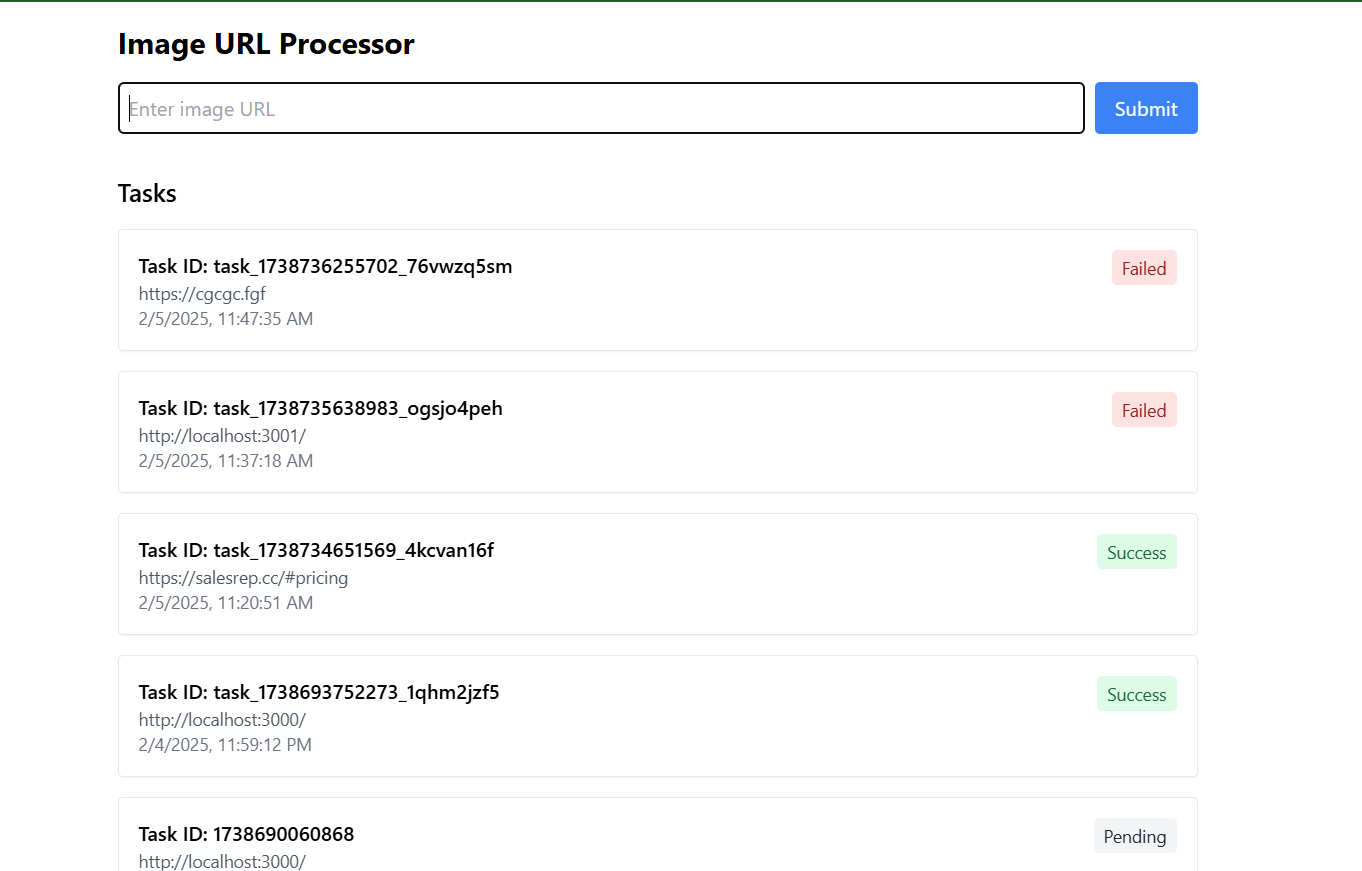 Image URL Processor
Enter image URL
Submit
Tasks
Task ID: task_1738736255702_76vwzq5sm
Failed
https://cgcgc.fgf
2/5/2025, 11:47:35 AM
Task ID: task_1738735638983_ogsjo4peh
Failed
http://localhost:3001/
2/5/2025, 11:37:18 AM
Task ID: task_1738734651569_4kcvan16f
Success
https://salesrep.cc/#pricing
2/5/2025, 11:20:51 AM
Task ID: task_1738693752273_1qhm2jzf5
Success
http://localhost:3000/
2/4/2025, 11:59:12 PM
Task ID: 1738690060868
Pending
http://localhost:3000/